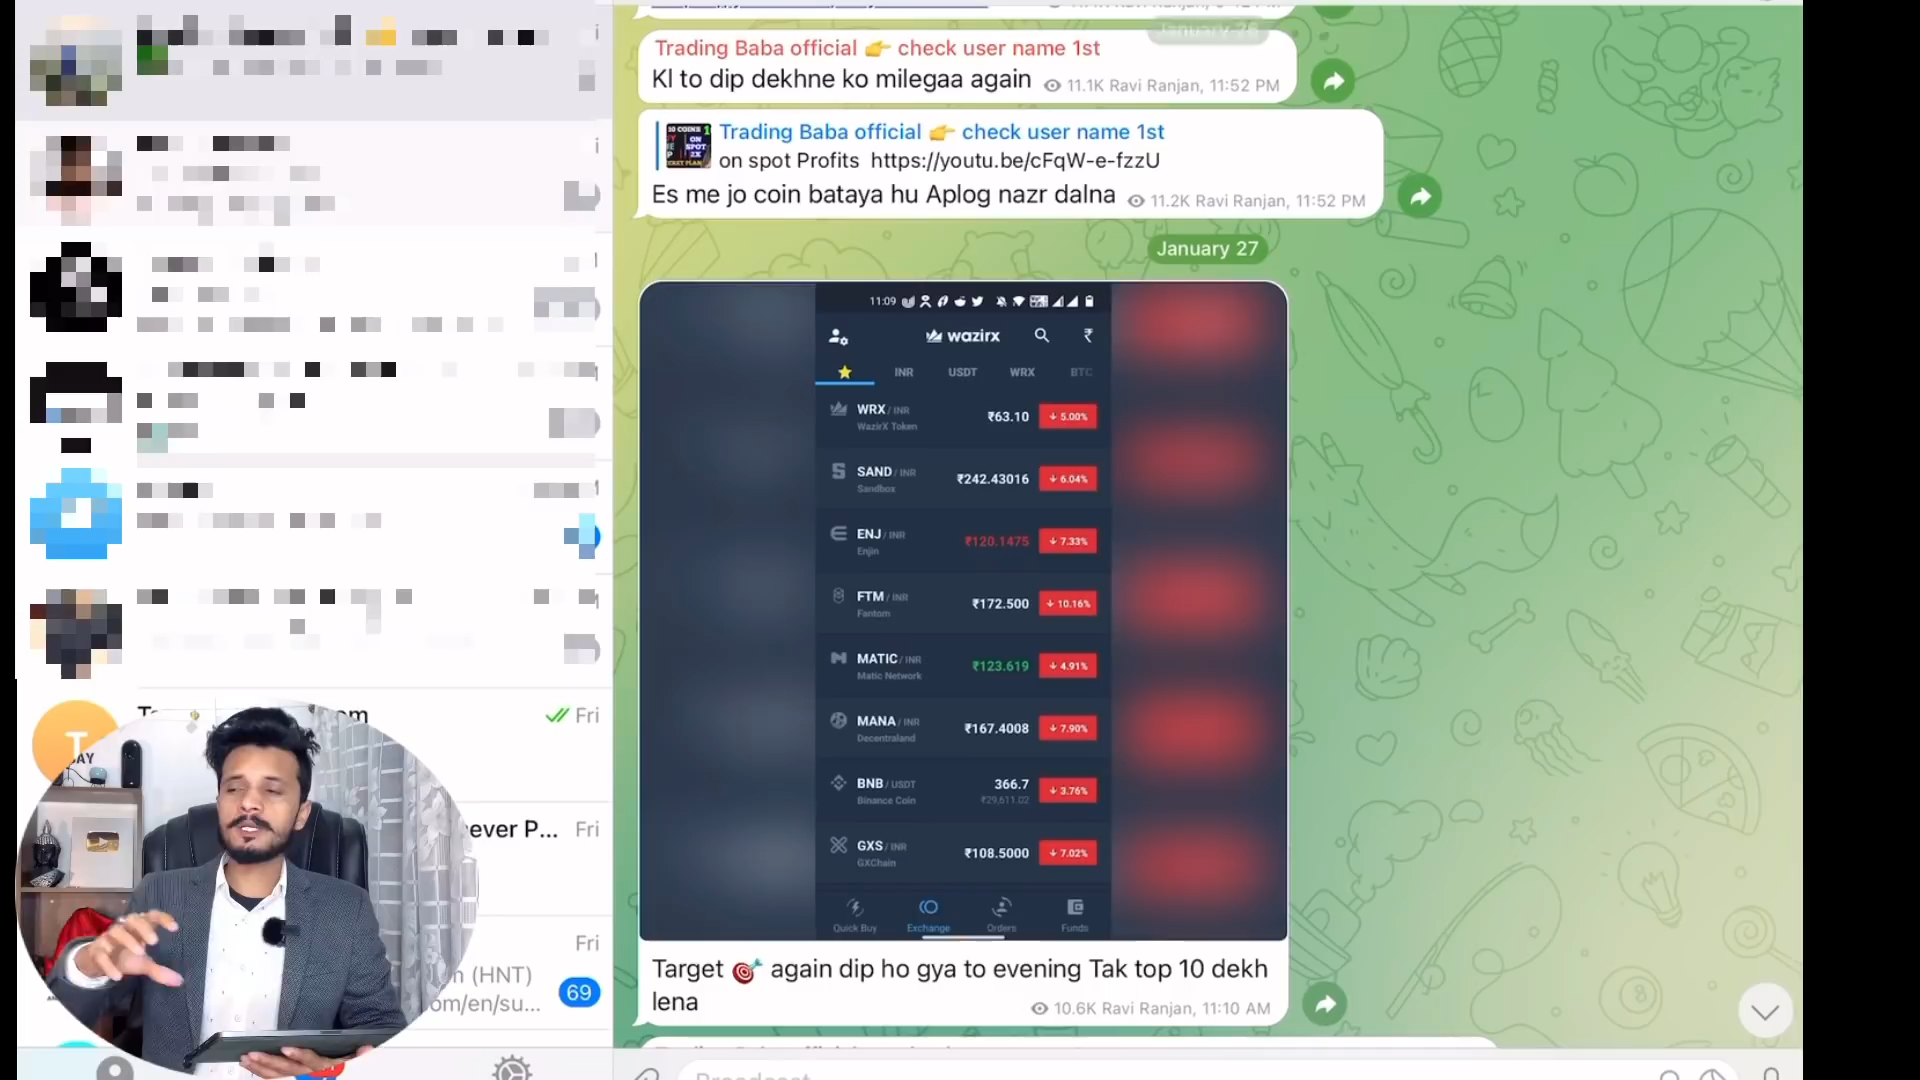 January 26
Trading Baba official 👉 check user name 1st
Kl to dip dekhne ko milegaa again 11.1K Ravi Ranjan, 11:52 PM
Trading Baba official 👉 check user name 1st
on spot Profits https://youtu.be/cFqW-e-fzzU
Es me jo coin bataya hu Aplog nazr dalna 11.2K Ravi Ranjan, 11:52 PM
January 27
11:09
wazirx ₹
INR USDT WRX BTC
WRX / INR ₹63.10 ↓ 5.00%
WazirX Token
SAND / INR ₹242.43016 ↓ 6.04%
Sandbox
ENJ / INR ₹120.1475 ↓ 7.33%
Enjin
FTM / INR ₹172.500 ↓ 10.16%
Fantom
MATIC / INR ₹123.619 ↓ 4.91%
Matic Network
MANA / INR ₹167.4008 ↓ 7.90%
Decentraland
BNB / USDT 366.7 ↓ 3.76%
Binance Coin ₹29,611.02
GXS / INR ₹108.5000 ↓ 7.02%
GXChain
Quick Buy Exchange Orders Funds
Target 🎯 again dip ho gya to evening Tak top 10 dekh
lena 10.6K Ravi Ranjan, 11:10 AM
Broadcast
Fri
T
ever P... Fri
Fri
(HNT)
om/en/su... 69